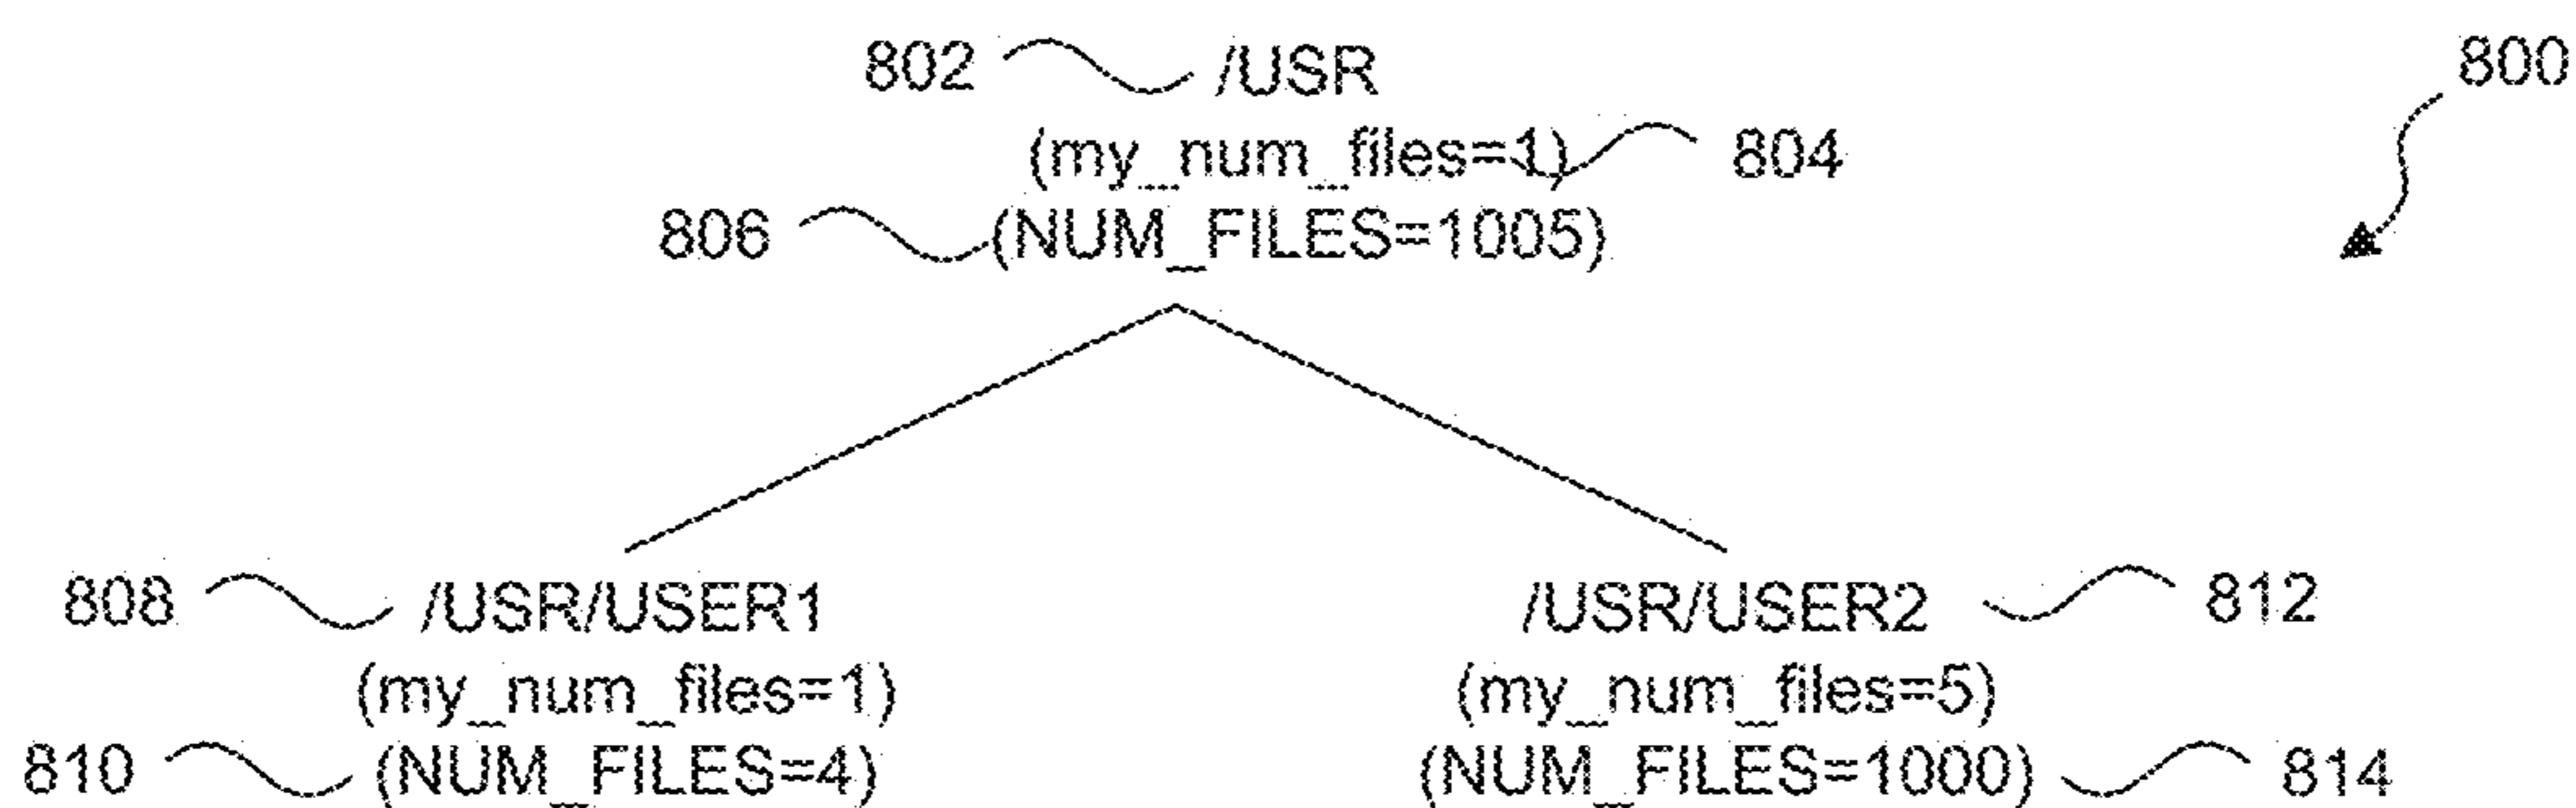 802 /USR 800
(my_num_files=1) 804
806 (NUM_FILES=1005)
808 /USR/USER1 /USR/USER2 812
(my_num_files=1) (my_num_files=5)
810 (NUM_FILES=4) (NUM_FILES=1000) 814